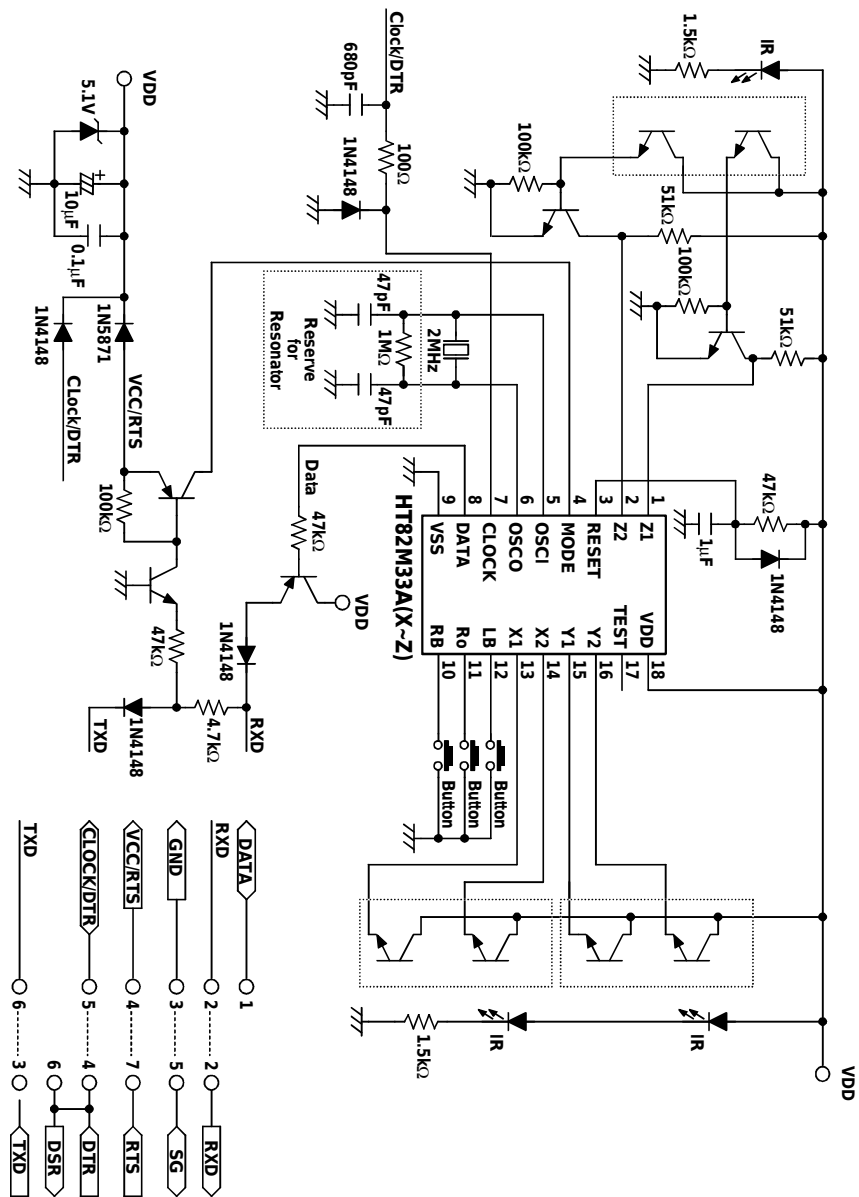 VDD
1.5kΩ
IR
51kΩ
100kΩ
51kΩ
100kΩ
Clock/DTR
100Ω
680pF
1N4148
VDD
5.1V
+
10μF
0.1μF
1N5871
1N4148
VCC/RTS
CLock/DTR
47pF
1MΩ
2MHz
47pF
Reserve
for
Resonator
47kΩ
1μF
1N4148
1
2
3
4
5
6
7
8
9
Z1
Z2
RESET
MODE
OSCI
OSCO
CLOCK
DATA
VSS
VDD
TEST
Y2
Y1
X2
X1
LB
Ro
RB
18
17
16
15
14
13
12
11
10
HT82M33A(X~Z)
Data
47kΩ
VDD
100kΩ
47kΩ
1N4148
4.7kΩ
1N4148
RXD
TXD
Button
Button
Button
IR
IR
1.5kΩ
DATA 1
RXD 2 2 RXD
GND 3 5 SG
VCC/RTS 4 7 RTS
CLOCK/DTR 5 4 DTR
6 DSR
TXD 6 3 TXD